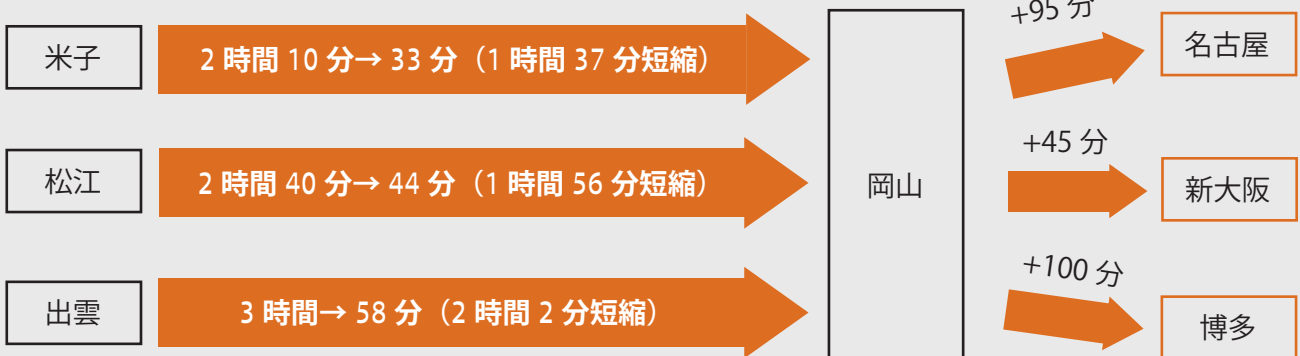 米子
2 時間 10 分→ 33 分（1 時間 37 分短縮）
+95 分
名古屋
松江
2 時間 40 分→ 44 分（1 時間 56 分短縮）
岡山
+45 分
新大阪
出雲
3 時間→ 58 分（2 時間 2 分短縮）
+100 分
博多